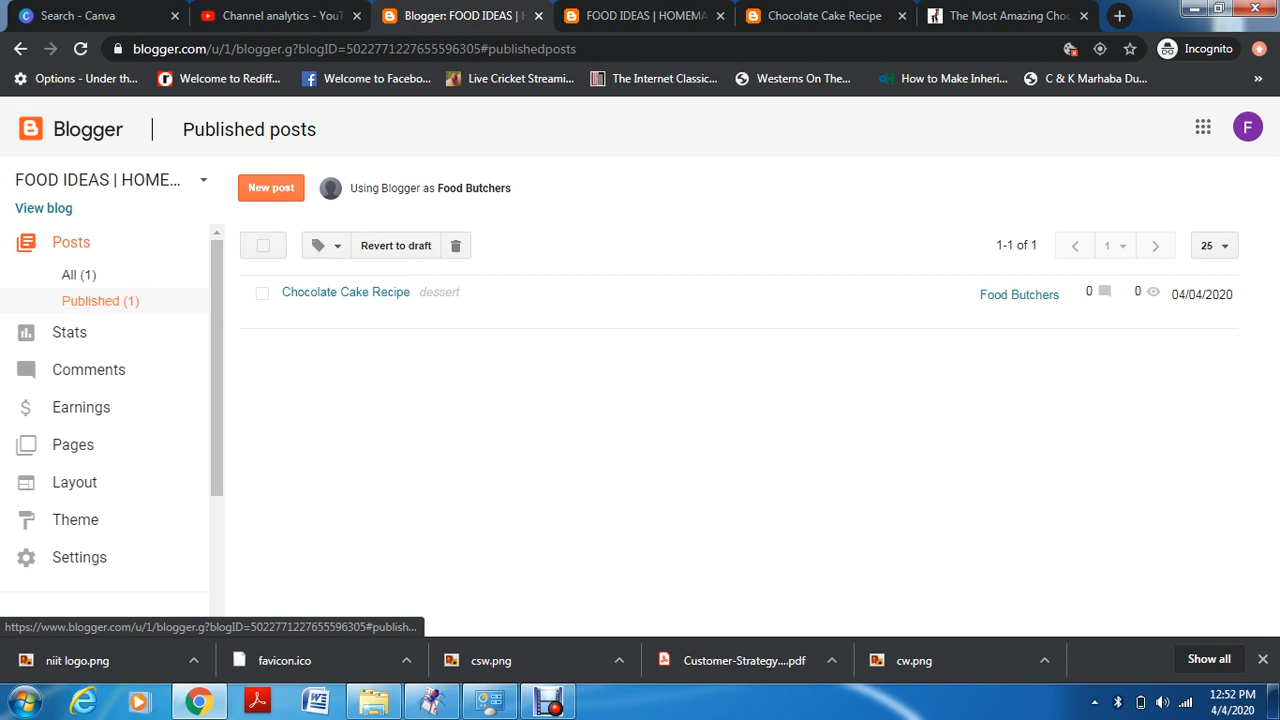 Search - Canva
Channel analytics - YouT
Blogger: FOOD IDEAS | H
FOOD IDEAS | HOMEMA
Chocolate Cake Recipe
The Most Amazing Choc
blogger.com/u/1/blogger.g?blogID=5022771227655596305#publishedposts
Incognito
Options - Under th...
Welcome to Rediff...
Welcome to Facebo...
Live Cricket Streami...
The Internet Classic...
Westerns On The...
How to Make Inheri...
C & K Marhaba Du...
Blogger
Published posts
F
FOOD IDEAS | HOME...
New post
Using Blogger as Food Butchers
View blog
Posts
Revert to draft
1-1 of 1
1
25
All (1)
Published (1)
Chocolate Cake Recipe dessert
Food Butchers
0
0
04/04/2020
Stats
Comments
Earnings
Pages
Layout
Theme
Settings
https://www.blogger.com/u/1/blogger.g?blogID=5022771227655596305#publish...
niit logo.png
favicon.ico
csw.png
Customer-Strategy....pdf
cw.png
Show all
12:52 PM
4/4/2020